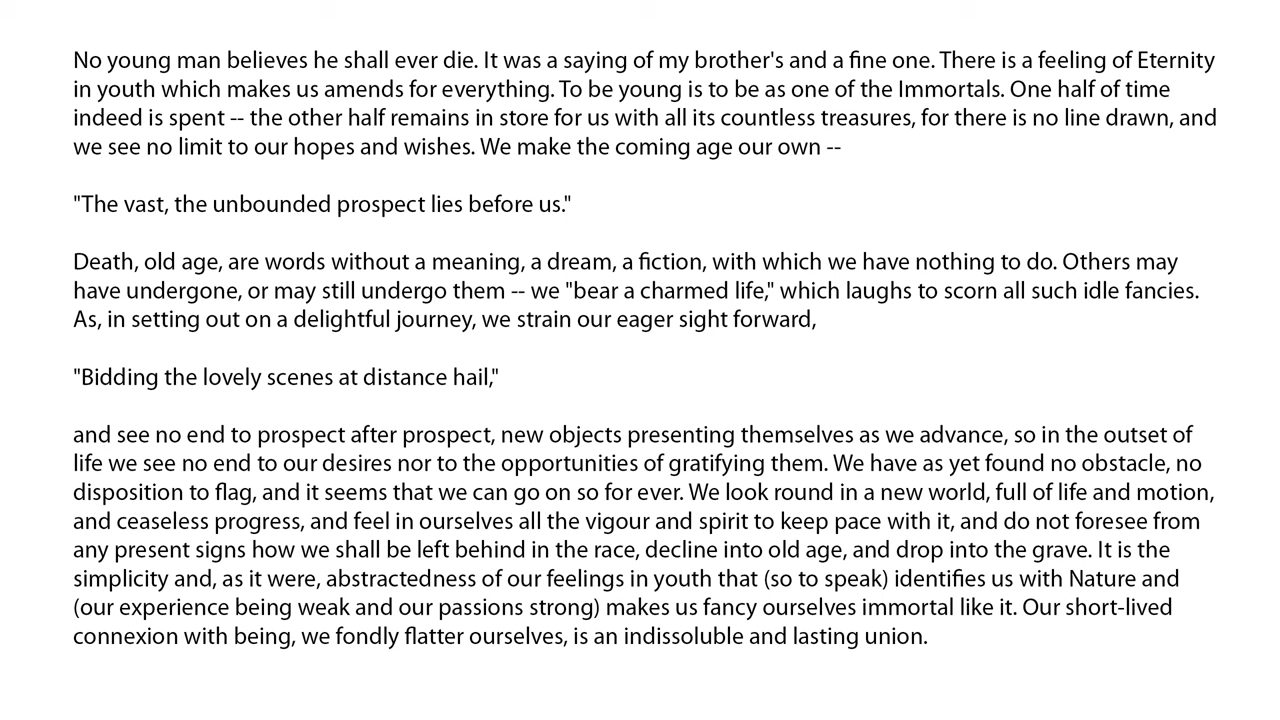 No young man believes he shall ever die. It was a saying of my brother's and a fine one. There is a feeling of Eternity
in youth which makes us amends for everything. To be young is to be as one of the Immortals. One half of time
indeed is spent -- the other half remains in store for us with all its countless treasures, for there is no line drawn, and
we see no limit to our hopes and wishes. We make the coming age our own --
"The vast, the unbounded prospect lies before us."
Death, old age, are words without a meaning, a dream, a fiction, with which we have nothing to do. Others may
have undergone, or may still undergo them -- we "bear a charmed life," which laughs to scorn all such idle fancies.
As, in setting out on a delightful journey, we strain our eager sight forward,
"Bidding the lovely scenes at distance hail,"
and see no end to prospect after prospect, new objects presenting themselves as we advance, so in the outset of
life we see no end to our desires nor to the opportunities of gratifying them. We have as yet found no obstacle, no
disposition to flag, and it seems that we can go on so for ever. We look round in a new world, full of life and motion,
and ceaseless progress, and feel in ourselves all the vigour and spirit to keep pace with it, and do not foresee from
any present signs how we shall be left behind in the race, decline into old age, and drop into the grave. It is the
simplicity and, as it were, abstractedness of our feelings in youth that (so to speak) identifies us with Nature and
(our experience being weak and our passions strong) makes us fancy ourselves immortal like it. Our short-lived
connexion with being, we fondly flatter ourselves, is an indissoluble and lasting union.